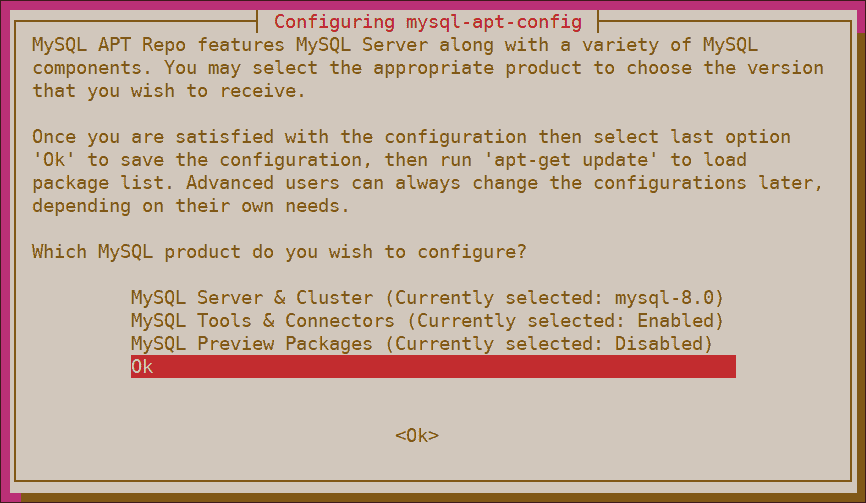 Configuring mysql-apt-config
MySQL APT Repo features MySQL Server along with a variety of MySQL
components. You may select the appropriate product to choose the version
that you wish to receive.
Once you are satisfied with the configuration then select last option
'Ok' to save the configuration, then run 'apt-get update' to load
package list. Advanced users can always change the configurations later,
depending on their own needs.
Which MySQL product do you wish to configure?
MySQL Server & Cluster (Currently selected: mysql-8.0)
MySQL Tools & Connectors (Currently selected: Enabled)
MySQL Preview Packages (Currently selected: Disabled)
Ok
<Ok>